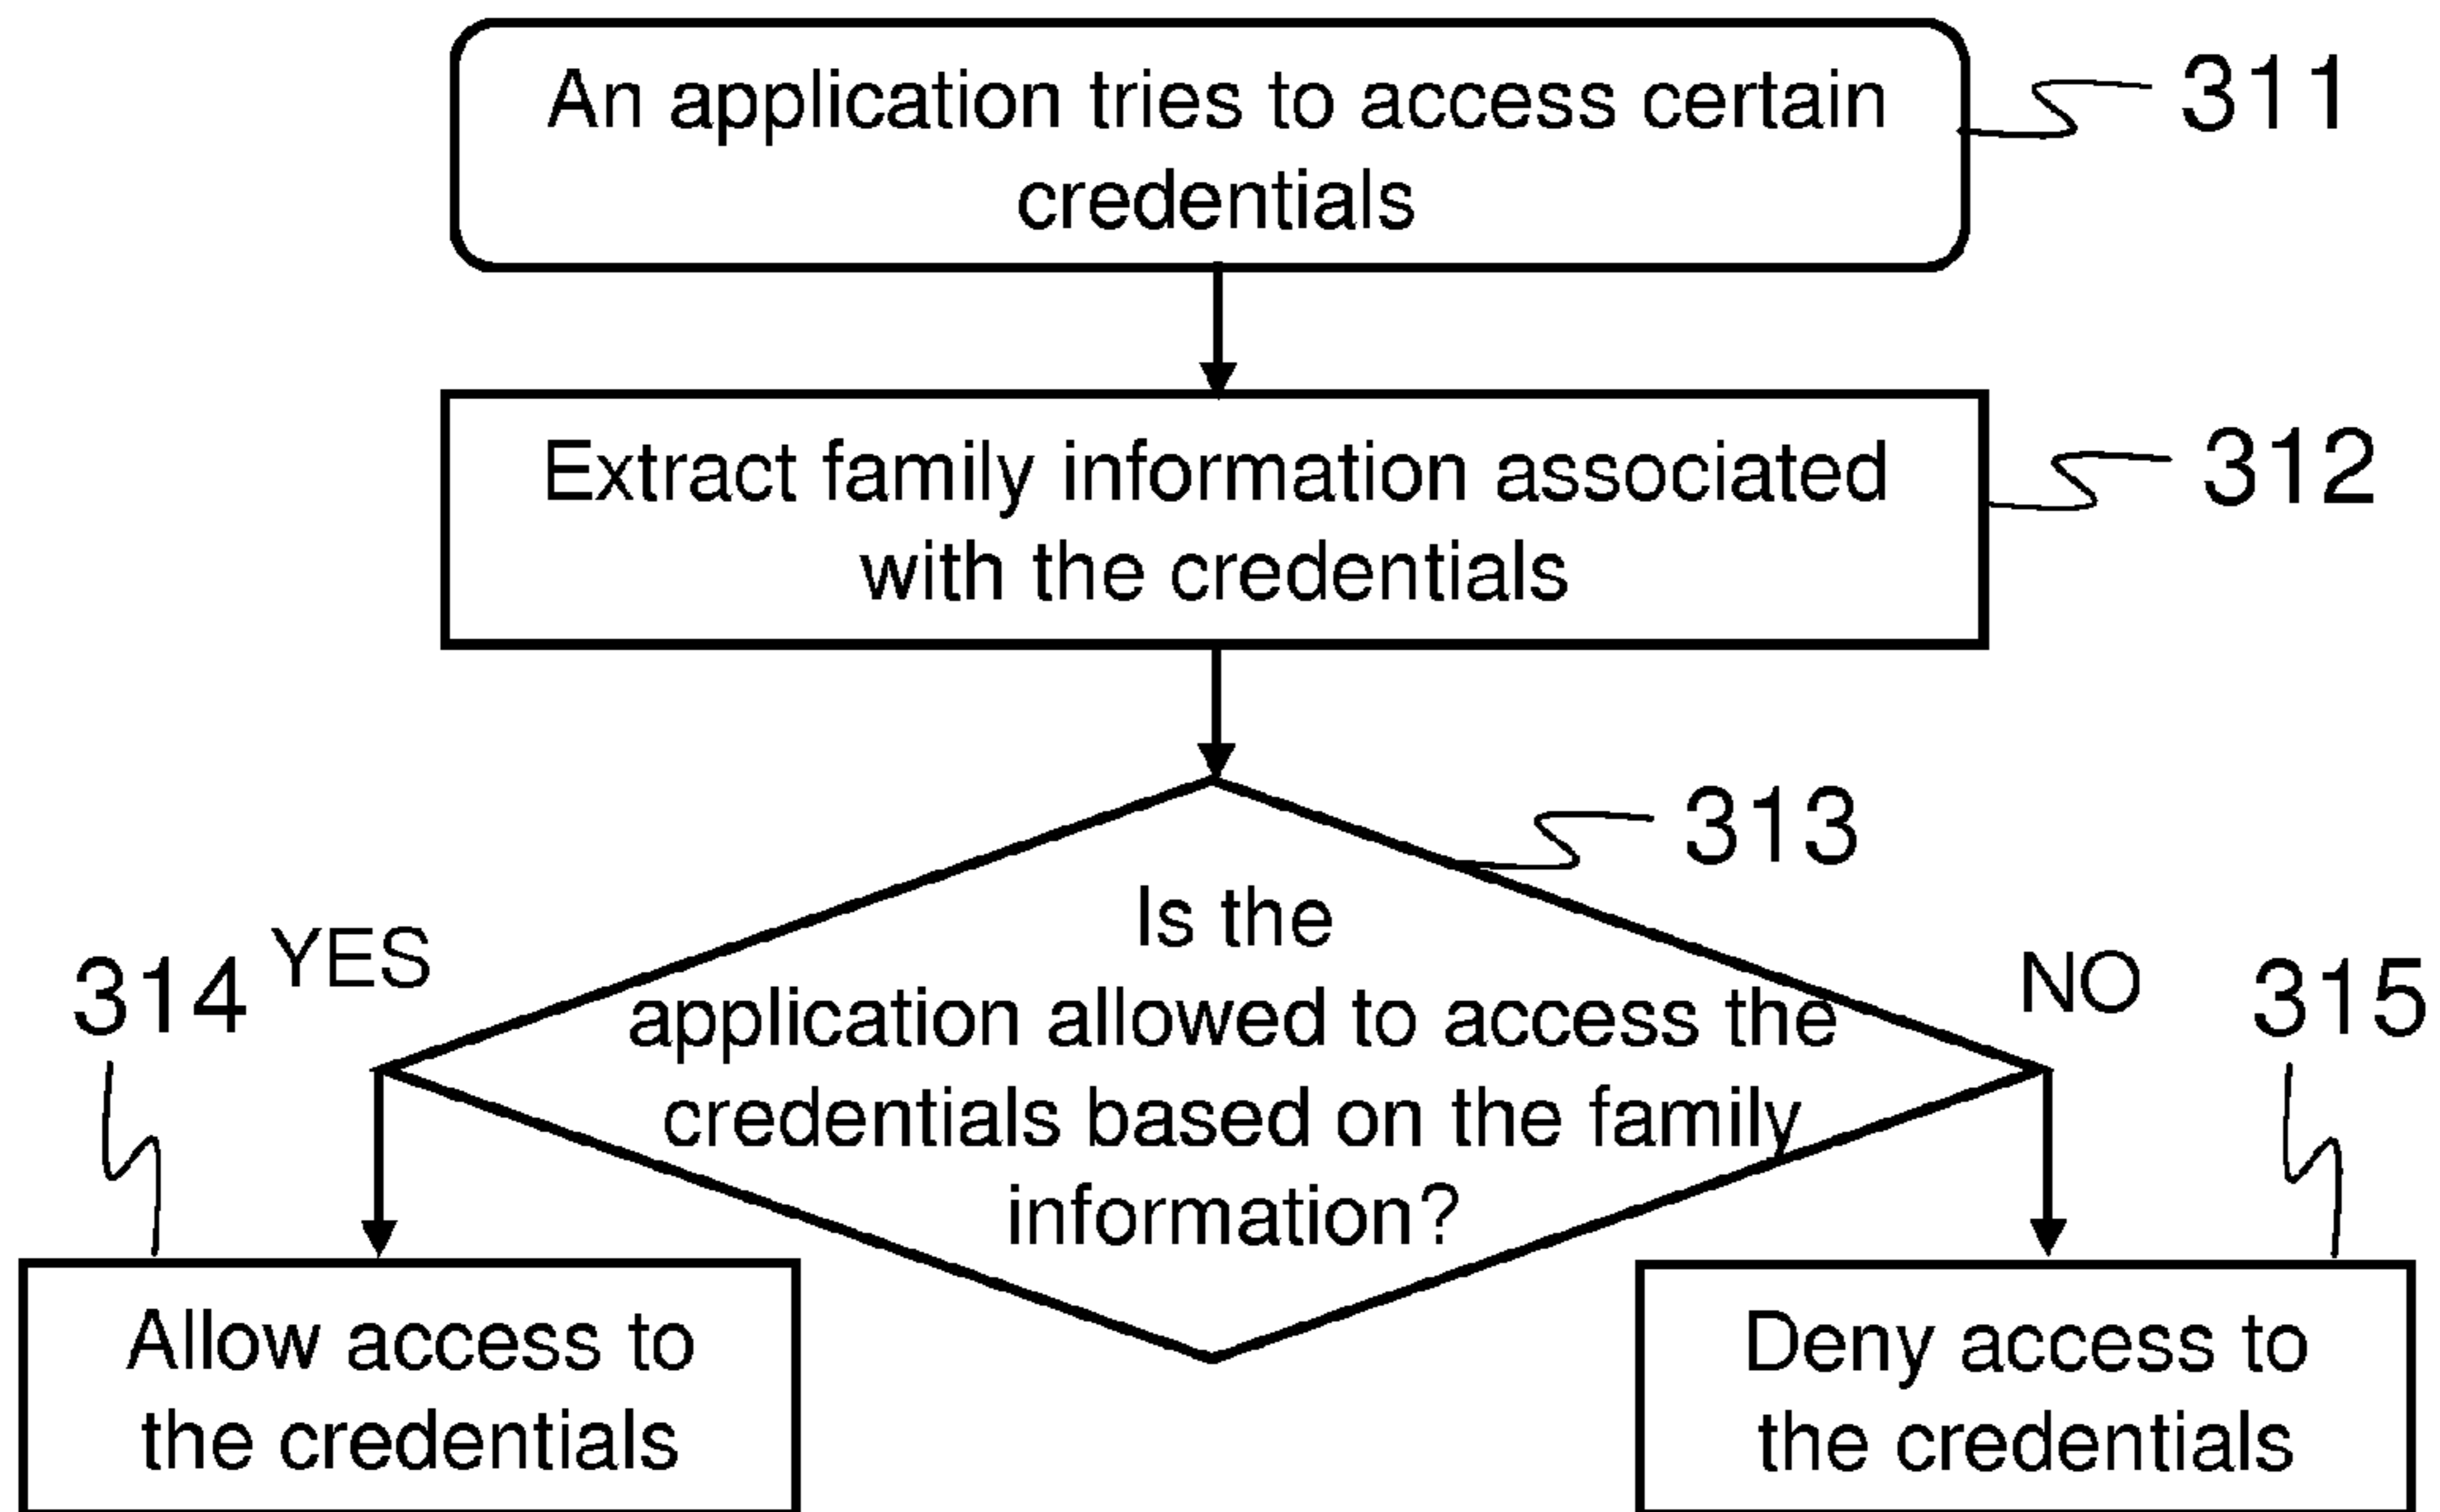 An application tries to access certain
credentials
311
Extract family information associated
with the credentials
312
313
Is the
application allowed to access the
credentials based on the family
information?
YES
314
NO
315
Allow access to
the credentials
Deny access to
the credentials